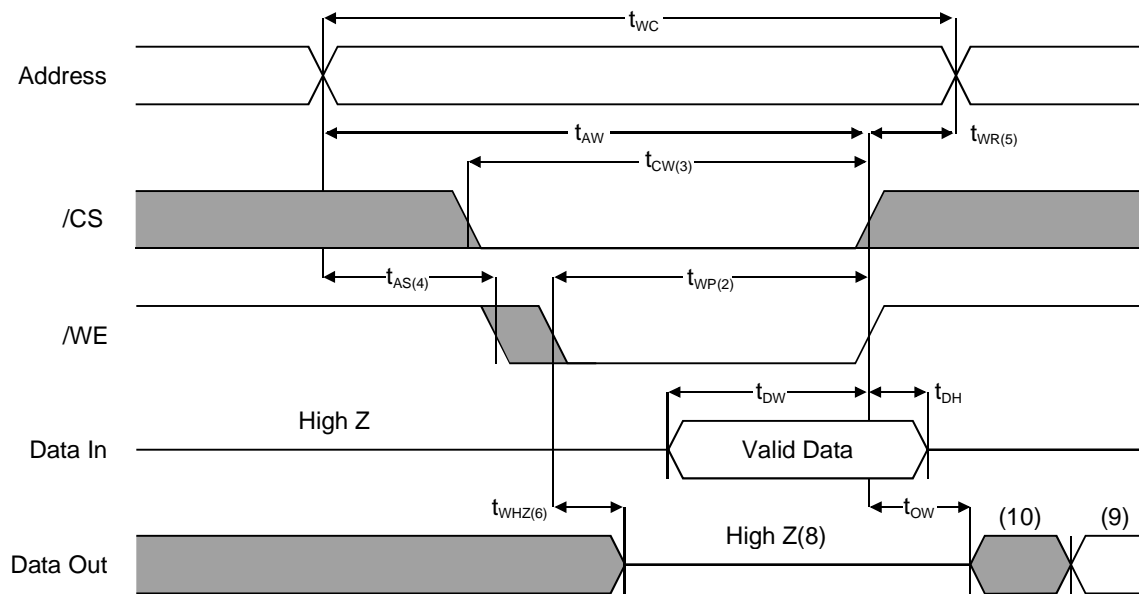 tWC
Address
tAW
tWR(5)
tCW(3)
/CS
tAS(4)
tWP(2)
/WE
tDW
tDH
High Z
Data In
Valid Data
tWHZ(6)
tOW
High Z(8)
(10)
(9)
Data Out